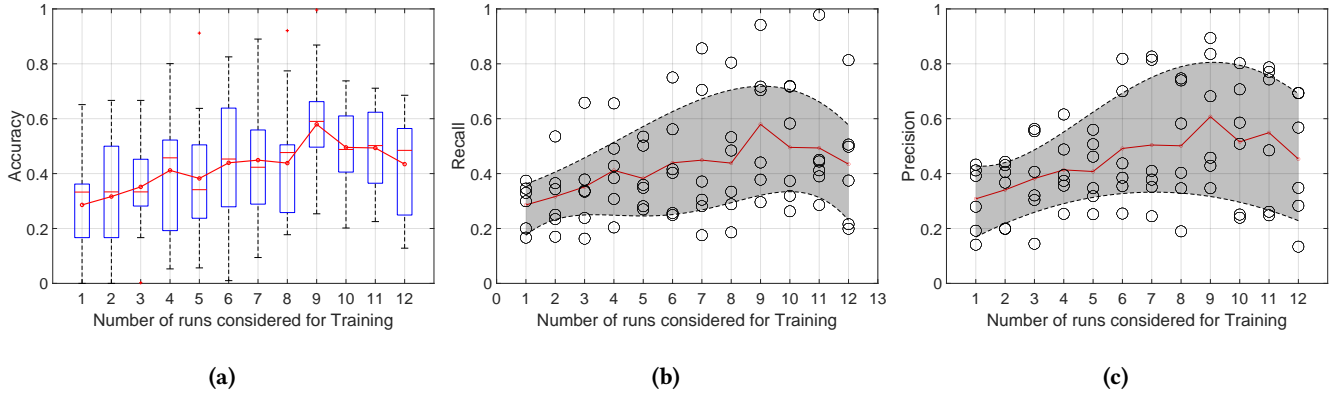 1
0.8
0.6
0.4
0.2
0
Accuracy
1 2 3 4 5 6 7 8 9 10 11 12
Number of runs considered for Training
(a)
1
0.8
0.6
0.4
0.2
0
Recall
0 1 2 3 4 5 6 7 8 9 10 11 12 13
Number of runs considered for Training
(b)
1
0.8
0.6
0.4
0.2
0
Precision
1 2 3 4 5 6 7 8 9 10 11 12
Number of runs considered for Training
(c)